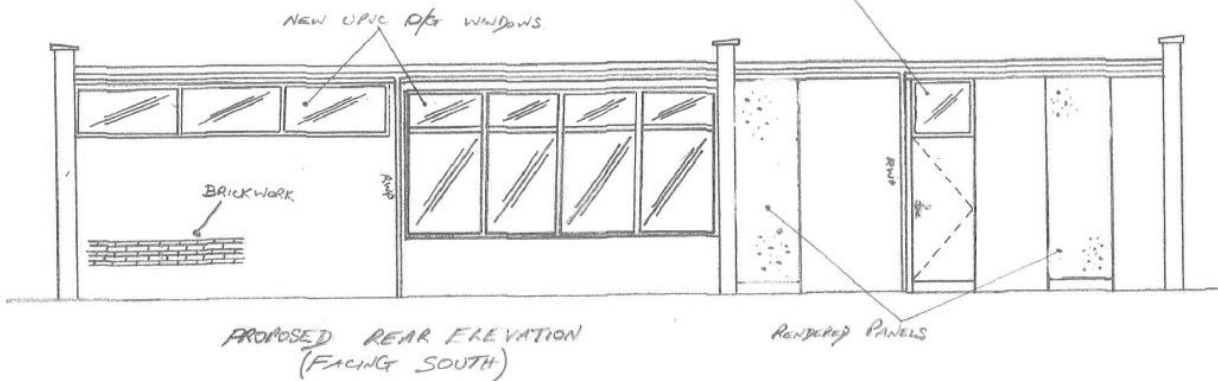 NEW UPVC D/G WINDOWS.
BRICKWORK
RWP
RWP
RENDERED PANELS
PROPOSED REAR ELEVATION
(FACING SOUTH)